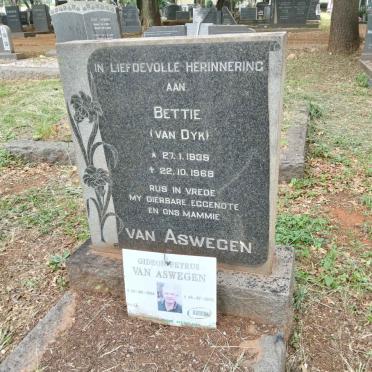 IN LIEFDEVOLLE HERINNERING
AAN
BETTIE
(VAN DYK)
* 27.1.1939
† 22.10.1968
RUS IN VREDE
MY DIERBARE EGGENOTE
EN ONS MAMMIE
VAN ASWEGEN
GIDEON PETRUS
VAN ASWEGEN